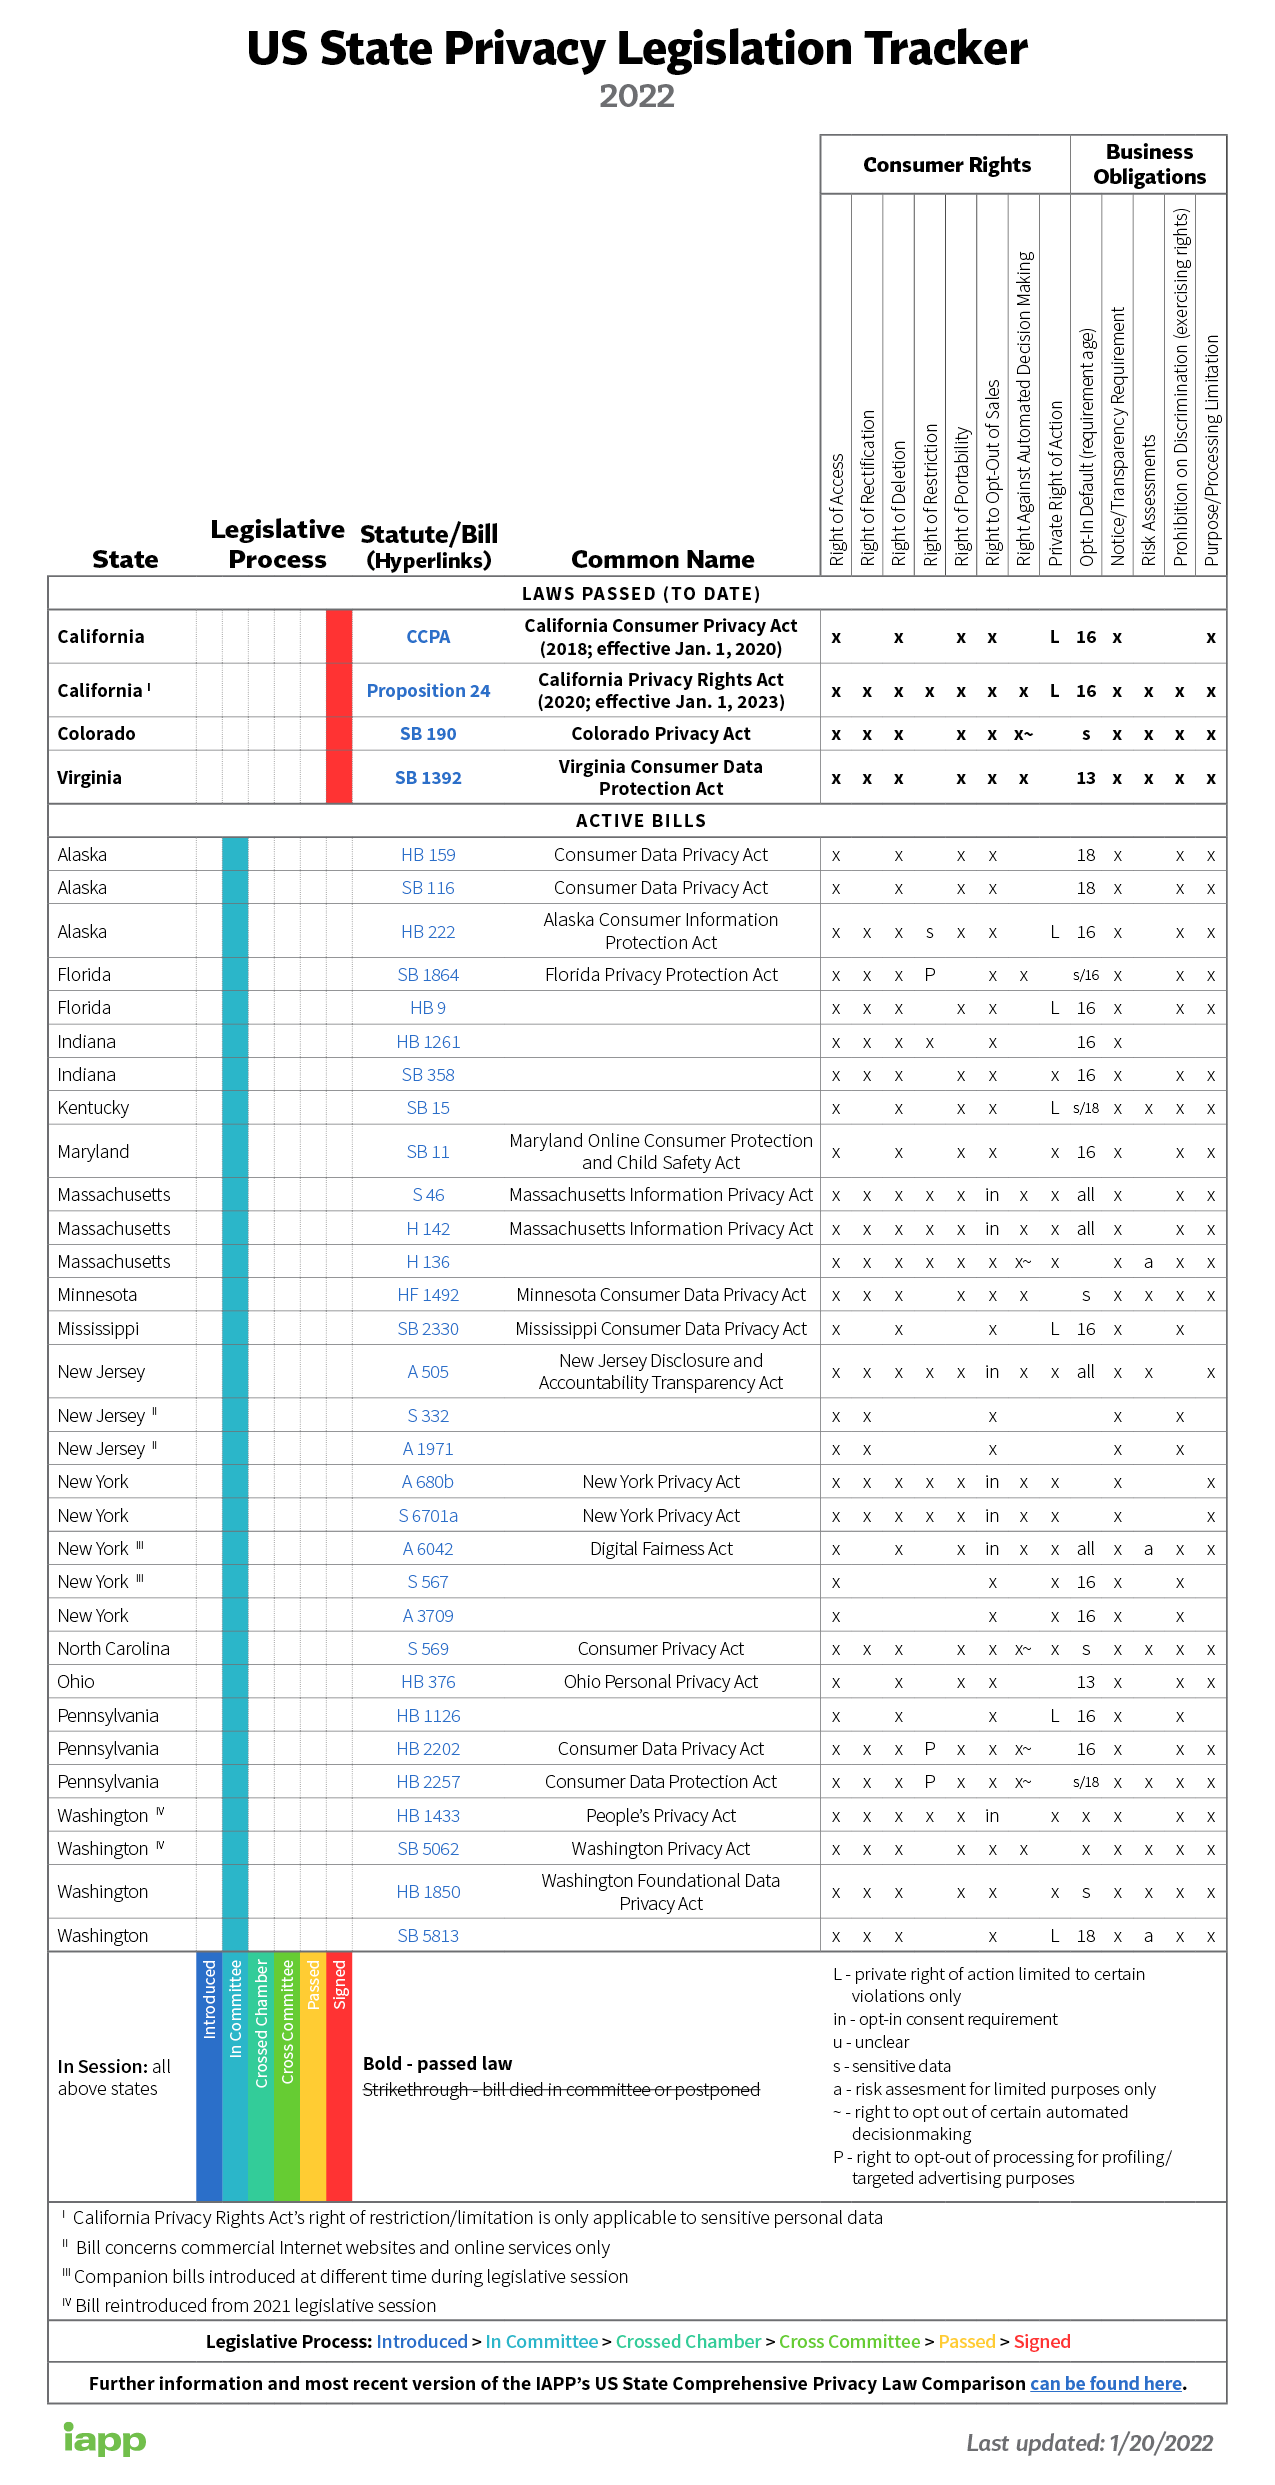 US State Privacy Legislation Tracker
2022
Consumer Rights
Business
Obligations
Right of Access
Right of Rectification
Right of Deletion
Right of Restriction
Right of Portability
Right to Opt-Out of Sales
Right Against Automated Decision Making
Private Right of Action
Opt-In Default (requirement age)
Notice/Transparency Requirement
Risk Assessments
Prohibition on Discrimination (exercising rights)
Purpose/Processing Limitation
State
Legislative
Process
Statute/Bill
(Hyperlinks)
Common Name
LAWS PASSED (TO DATE)
California CCPA California Consumer Privacy Act
(2018; effective Jan. 1, 2020) x x x x L 16 x x
California I Proposition 24 California Privacy Rights Act
(2020; effective Jan. 1, 2023) x x x x x x x L 16 x x x x
Colorado SB 190 Colorado Privacy Act x x x x x x~ s x x x x
Virginia SB 1392 Virginia Consumer Data
Protection Act x x x x x x 13 x x x x
ACTIVE BILLS
Alaska HB 159 Consumer Data Privacy Act x x x x 18 x x x
Alaska SB 116 Consumer Data Privacy Act x x x x 18 x x x
Alaska HB 222 Alaska Consumer Information
Protection Act x x x s x x L 16 x x x
Florida SB 1864 Florida Privacy Protection Act x x x P x x s/16 x x x
Florida HB 9 x x x x x L 16 x x x
Indiana HB 1261 x x x x x 16 x
Indiana SB 358 x x x x x x 16 x x x
Kentucky SB 15 x x x x L s/18 x x x x
Maryland SB 11 Maryland Online Consumer Protection
and Child Safety Act x x x x x 16 x x x
Massachusetts S 46 Massachusetts Information Privacy Act x x x x x in x x all x x x
Massachusetts H 142 Massachusetts Information Privacy Act x x x x x in x x all x x x
Massachusetts H 136 x x x x x x x~ x x a x x
Minnesota HF 1492 Minnesota Consumer Data Privacy Act x x x x x x s x x x x
Mississippi SB 2330 Mississippi Consumer Data Privacy Act x x x L 16 x x
New Jersey A 505 New Jersey Disclosure and
Accountability Transparency Act x x x x x in x x all x x x
New Jersey II S 332 x x x x x
New Jersey II A 1971 x x x x x
New York A 680b New York Privacy Act x x x x x in x x x x
New York S 6701a New York Privacy Act x x x x x in x x x x
New York III A 6042 Digital Fairness Act x x x in x x all x a x x
New York III S 567 x x x 16 x x
New York A 3709 x x x 16 x x
North Carolina S 569 Consumer Privacy Act x x x x x x~ x s x x x x
Ohio HB 376 Ohio Personal Privacy Act x x x x 13 x x x
Pennsylvania HB 1126 x x x L 16 x x
Pennsylvania HB 2202 Consumer Data Privacy Act x x x P x x x~ 16 x x x
Pennsylvania HB 2257 Consumer Data Protection Act x x x P x x x~ s/18 x x x x
Washington IV HB 1433 People's Privacy Act x x x x x in x x x x x
Washington IV SB 5062 Washington Privacy Act x x x x x x x x x x x
Washington HB 1850 Washington Foundational Data
Privacy Act x x x x x x s x x x x
Washington SB 5813 x x x x L 18 x a x x
In Session: all
above states
Introduced
In Committee
Crossed Chamber
Cross Committee
Passed
Signed
Bold - passed law
Strikethrough - bill died in committee or postponed
L - private right of action limited to certain
violations only
in - opt-in consent requirement
u - unclear
s - sensitive data
a - risk assesment for limited purposes only
~ - right to opt out of certain automated
decisionmaking
P - right to opt-out of processing for profiling/
targeted advertising purposes
I California Privacy Rights Act's right of restriction/limitation is only applicable to sensitive personal data
II Bill concerns commercial Internet websites and online services only
III Companion bills introduced at different time during legislative session
IV Bill reintroduced from 2021 legislative session
Legislative Process: Introduced > In Committee > Crossed Chamber > Cross Committee > Passed > Signed
Further information and most recent version of the IAPP's US State Comprehensive Privacy Law Comparison can be found here.
iapp
Last updated: 1/20/2022